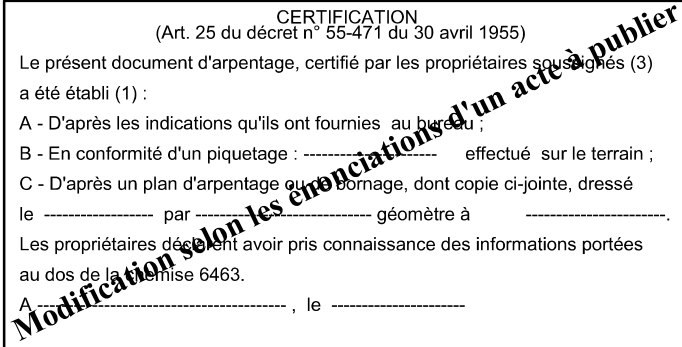 CERTIFICATION
(Art. 25 du décret n° 55-471 du 30 avril 1955)
Le présent document d'arpentage, certifié par les propriétaires soussignés (3)
a été établi (1) :
A - D'après les indications qu'ils ont fournies au bureau ;
B - En conformité d'un piquetage : ---------------------- effectué sur le terrain ;
C - D'après un plan d'arpentage ou de bornage, dont copie ci-jointe, dressé
le ------------------ par ----------------------------- géomètre à -----------------------.
Les propriétaires déclarent avoir pris connaissance des informations portées
au dos de la chemise 6463.
A ----------------------------------------- , le ----------------------
Modification selon les énonciations d'un acte à publier